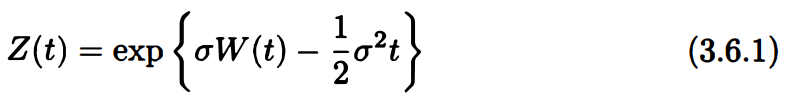 Z(t) = exp { σW(t) − 1/2 σ²t } (3.6.1)